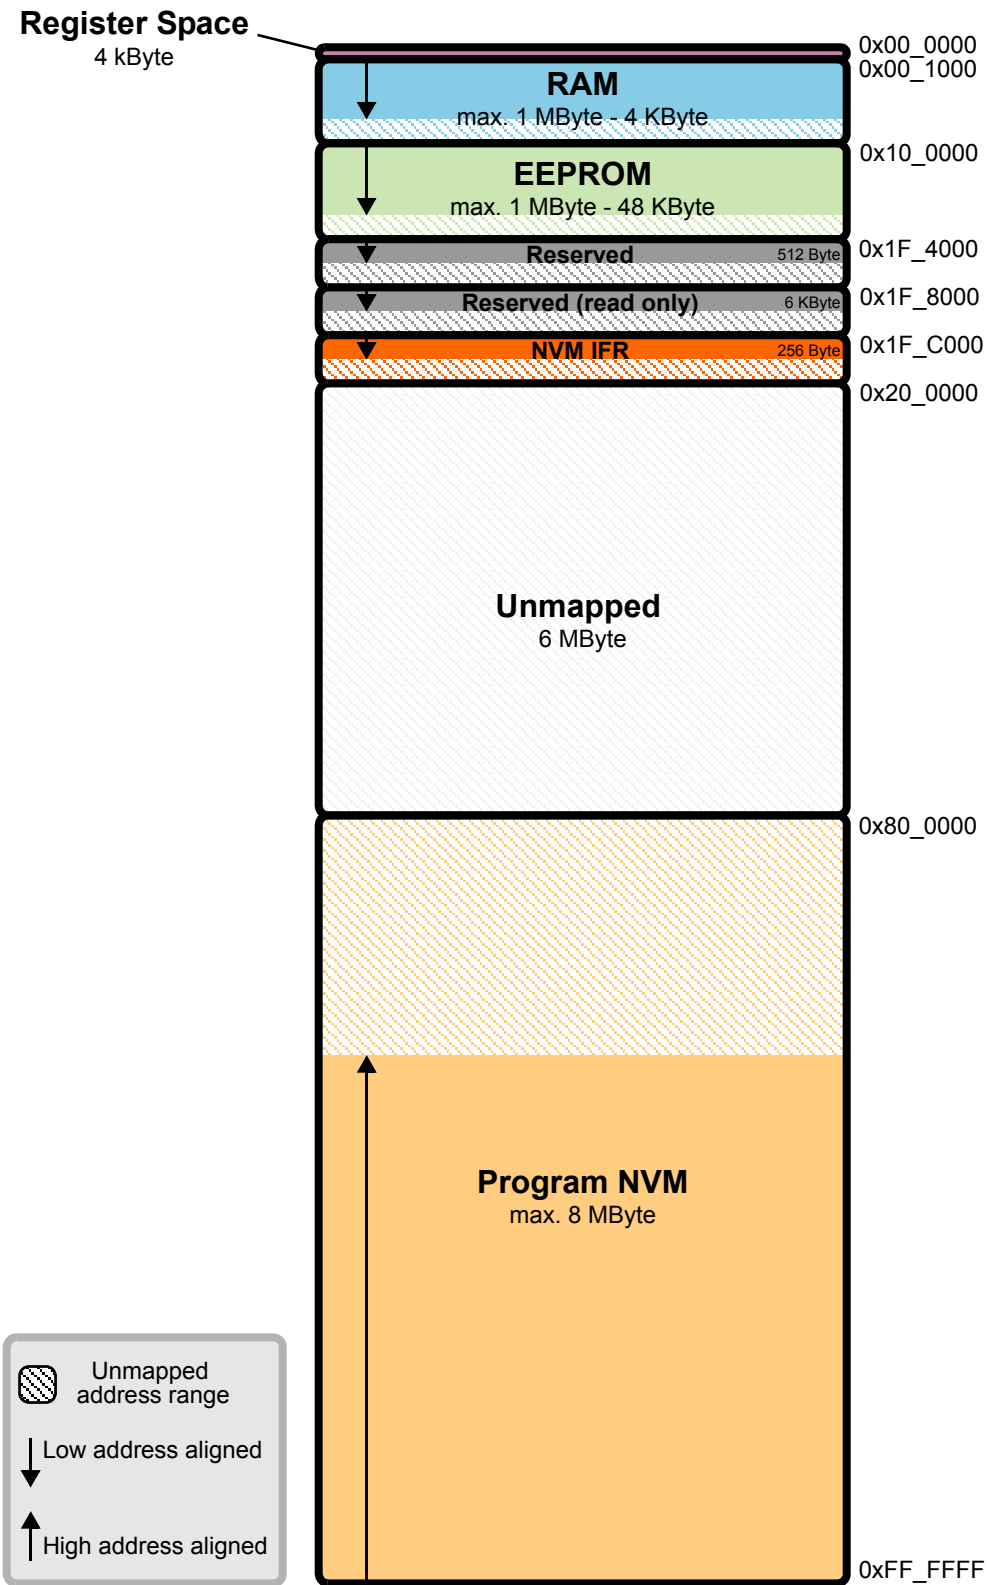 Register Space
4 kByte
0x00_0000
0x00_1000
RAM
max. 1 MByte - 4 KByte
0x10_0000
EEPROM
max. 1 MByte - 48 KByte
0x1F_4000
Reserved 512 Byte
0x1F_8000
Reserved (read only) 6 KByte
0x1F_C000
NVM IFR 256 Byte
0x20_0000
Unmapped
6 MByte
0x80_0000
Program NVM
max. 8 MByte
0xFF_FFFF
Unmapped
address range
Low address aligned
High address aligned